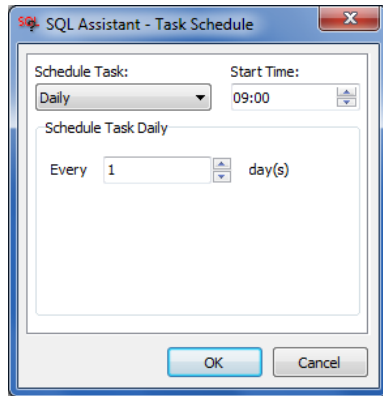 SQL SQL Assistant - Task Schedule
Schedule Task: Start Time:
Daily 09:00
Schedule Task Daily
Every 1 day(s)
OK Cancel